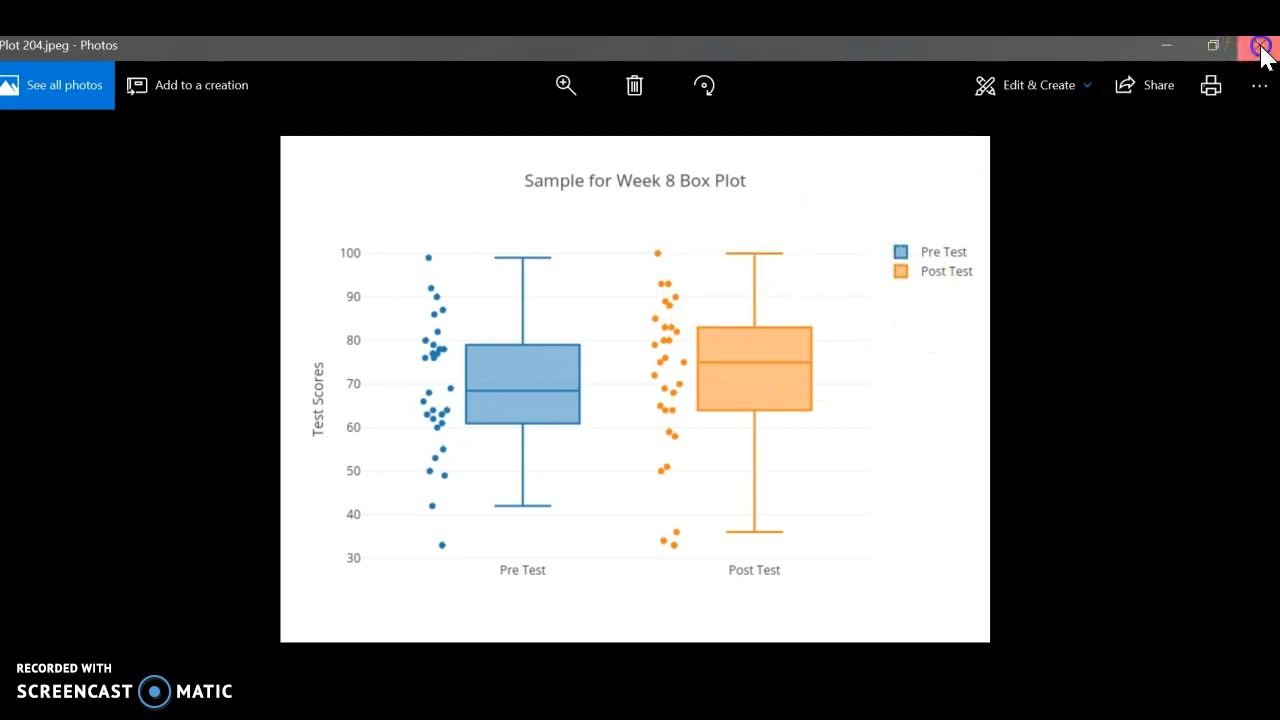 Plot 204.jpeg - Photos
See all photos
Add to a creation
Edit & Create
Share
Sample for Week 8 Box Plot
Pre Test
Post Test
100
90
80
70
60
50
40
30
Test Scores
Pre Test
Post Test
RECORDED WITH
SCREENCAST MATIC